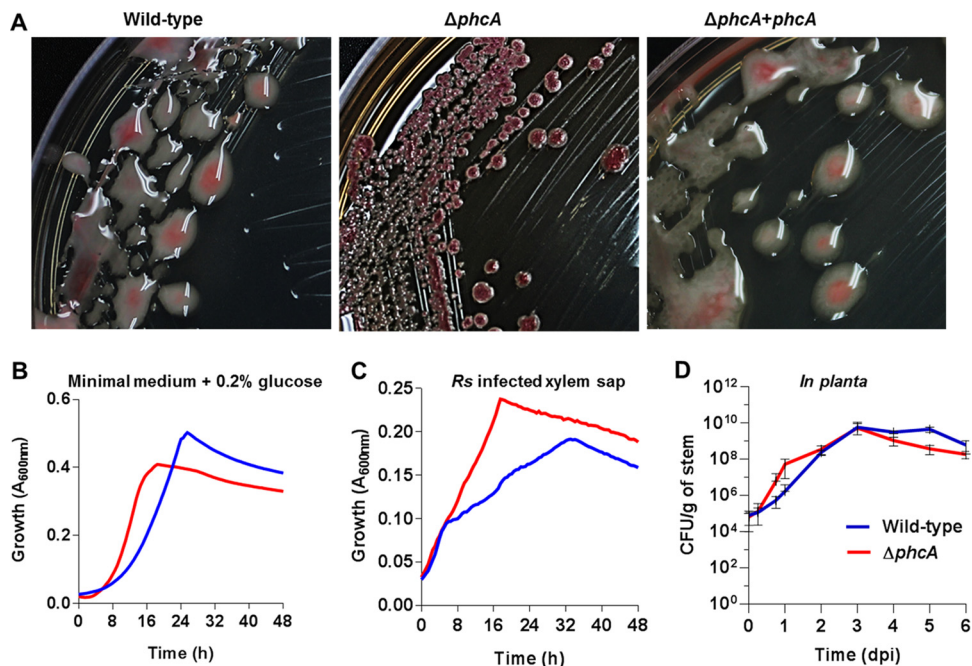 A
Wild-type
ΔphcA
ΔphcA+phcA
B
Minimal medium + 0.2% glucose
Growth (A600nm)
0.6
0.4
0.2
0.0
0 8 16 24 32 40 48
Time (h)
C
Rs infected xylem sap
Growth (A600nm)
0.25
0.20
0.15
0.10
0.05
0.00
0 8 16 24 32 40 48
Time (h)
D
In planta
CFU/g of stem
10^12
10^10
10^8
10^6
10^4
10^2
10^0
Wild-type
ΔphcA
0 1 2 3 4 5 6
Time (dpi)